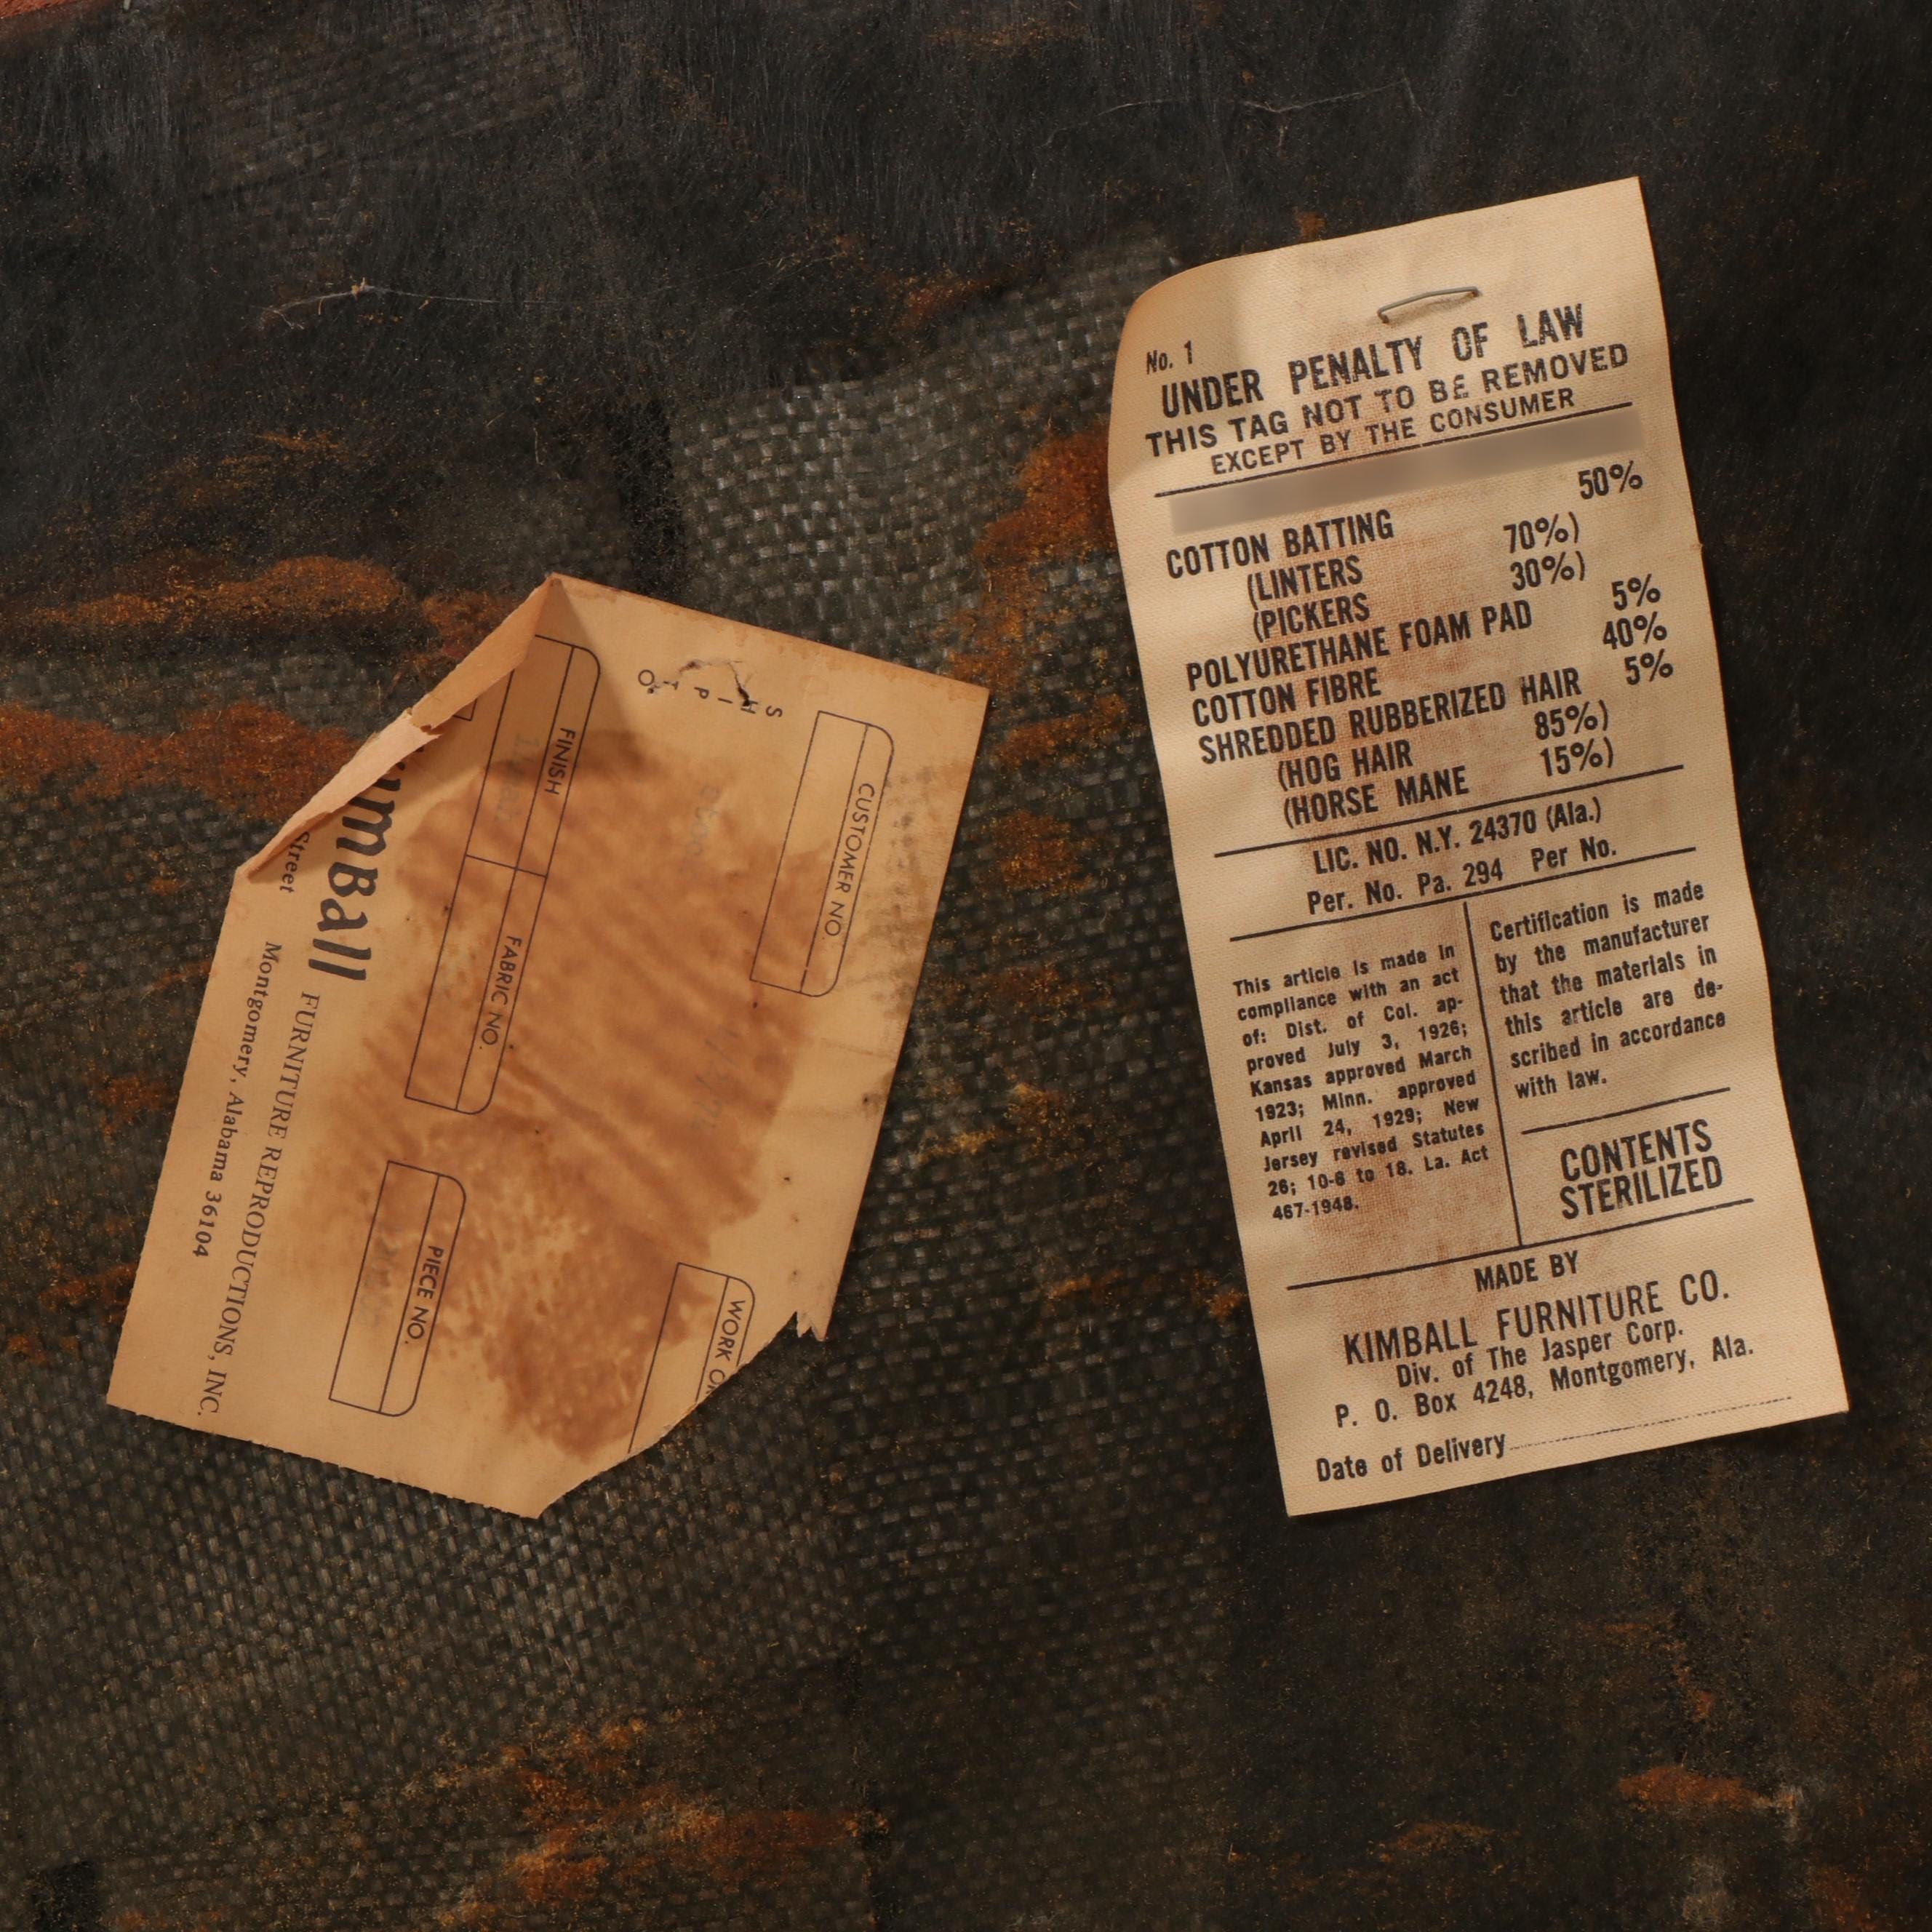 SHIP TO
CUSTOMER NO.
FINISH
FABRIC NO.
PIECE NO.
WORK
Ball
FURNITURE REPRODUCTIONS, INC.
Street Montgomery, Alabama 36104
No. 1
UNDER PENALTY OF LAW
THIS TAG NOT TO BE REMOVED
EXCEPT BY THE CONSUMER
COTTON BATTING 50%
(LINTERS 70%)
(PICKERS 30%)
POLYURETHANE FOAM PAD 5%
COTTON FIBRE 40%
SHREDDED RUBBERIZED HAIR 5%
(HOG HAIR 85%)
(HORSE MANE 15%)
LIC. NO. N.Y. 24370 (Ala.)
Per. No. Pa. 294 Per No.
This article is made in
compliance with an act
of: Dist. of Col. ap-
proved July 3, 1926;
Kansas approved March
1923; Minn. approved
April 24, 1929; New
Jersey revised Statutes
26; 10-6 to 18. La. Act
467-1948.
Certification is made
by the manufacturer
that the materials in
this article are de-
scribed in accordance
with law.
CONTENTS
STERILIZED
MADE BY
KIMBALL FURNITURE CO.
Div. of The Jasper Corp.
P. O. Box 4248, Montgomery, Ala.
Date of Delivery